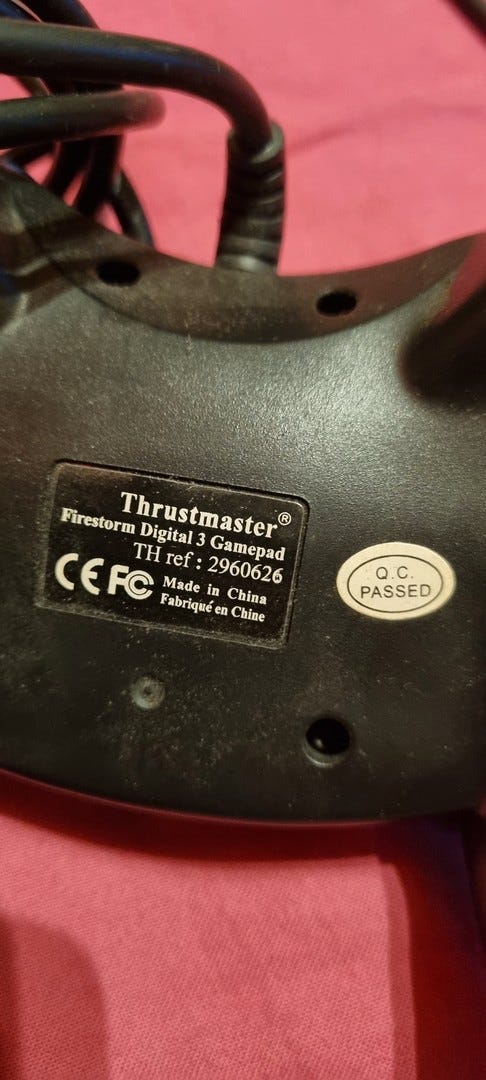 Thrustmaster®
Firestorm Digital 3 Gamepad
TH ref : 2960626
CE FC Made in China
Fabriqué en Chine
Q.C.
PASSED